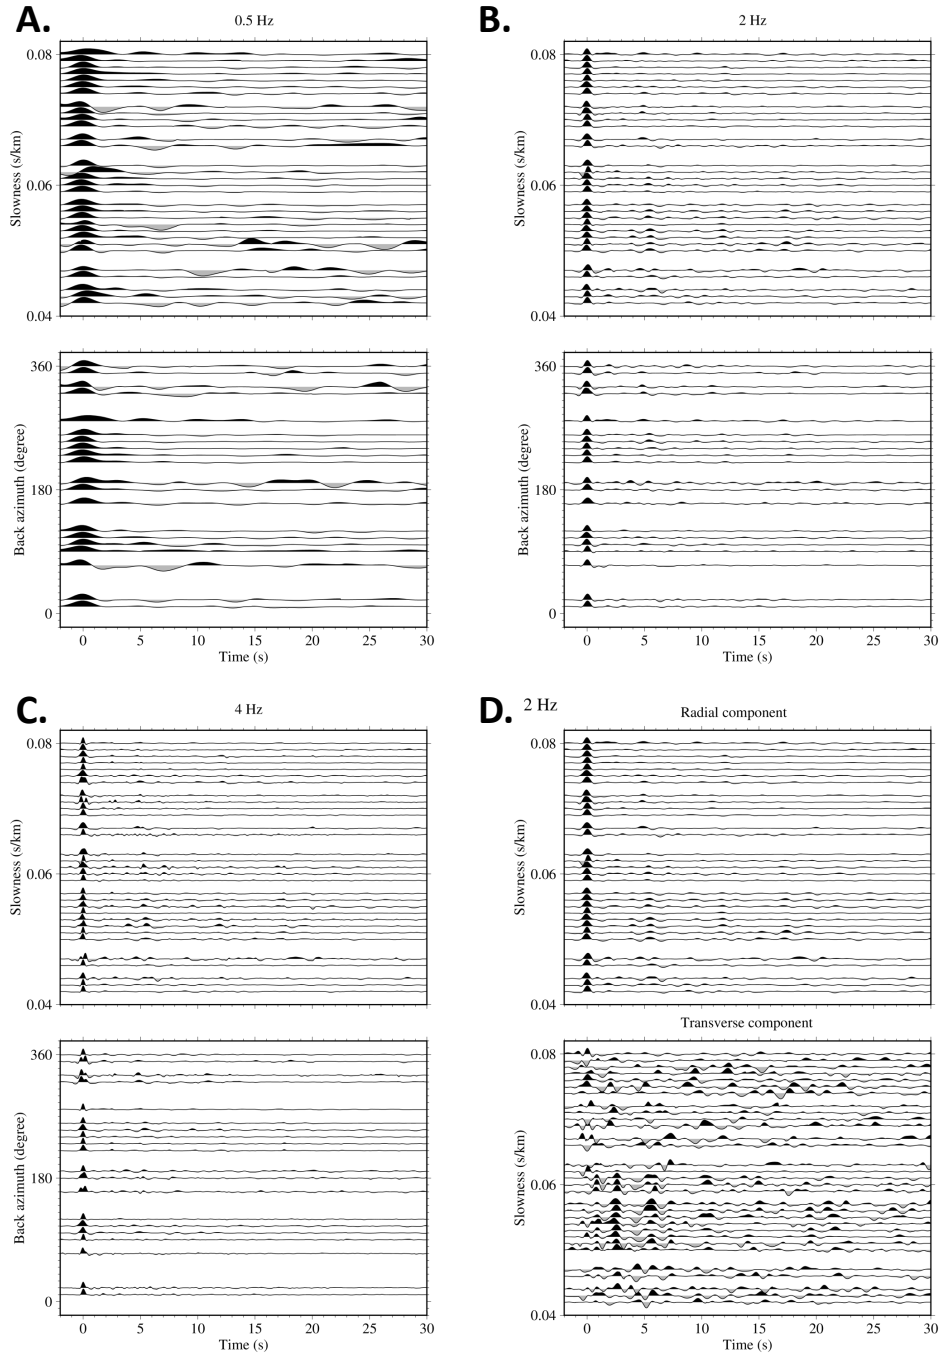 A.
0.5 Hz
0.08
0.06
0.04
Slowness (s/km)
360
180
0
Back azimuth (degree)
0 5 10 15 20 25 30
Time (s)
B.
2 Hz
0.08
0.06
0.04
Slowness (s/km)
360
180
0
Back azimuth (degree)
0 5 10 15 20 25 30
Time (s)
C.
4 Hz
0.08
0.06
0.04
Slowness (s/km)
360
180
0
Back azimuth (degree)
0 5 10 15 20 25 30
Time (s)
D. 2 Hz
Radial component
0.08
0.06
0.04
Slowness (s/km)
Transverse component
0.08
0.06
0.04
Slowness (s/km)
0 5 10 15 20 25 30
Time (s)